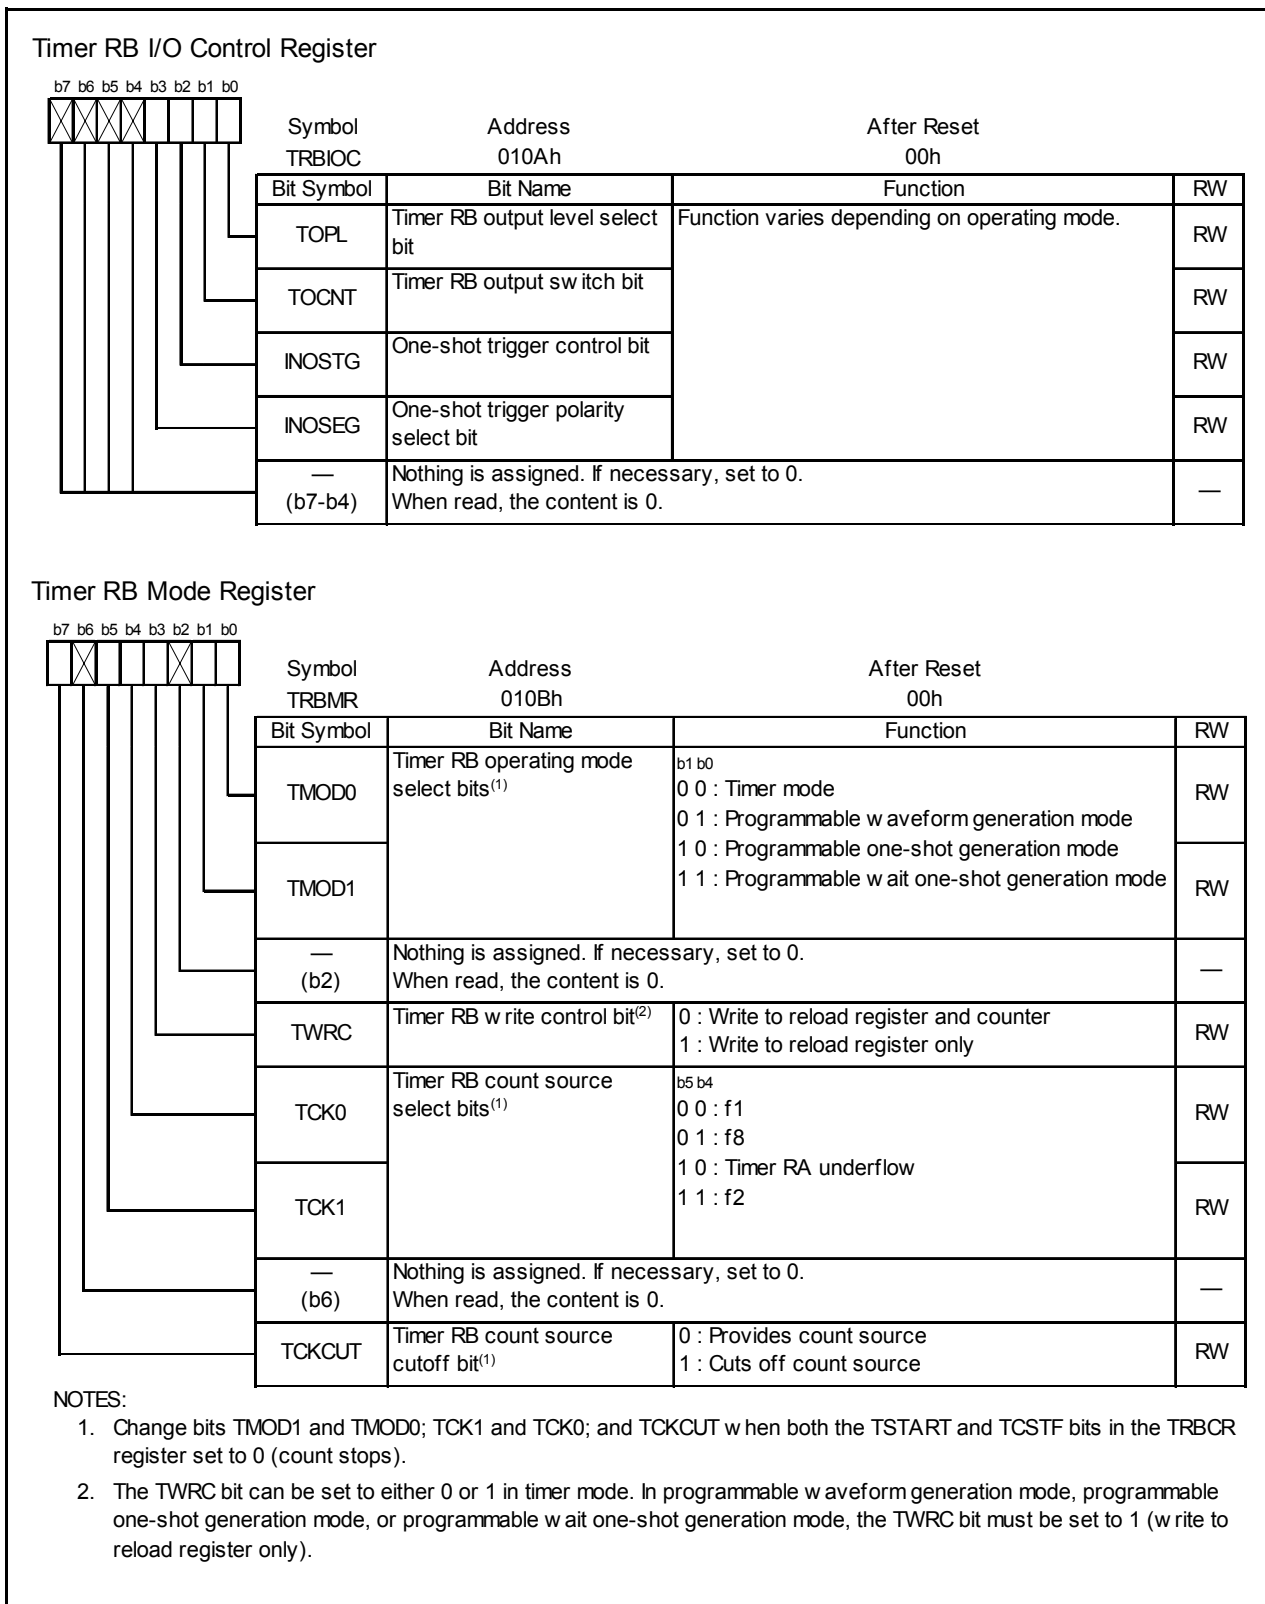 Timer RB I/O Control Register
b7 b6 b5 b4 b3 b2 b1 b0
Symbol Address After Reset
TRBIOC 010Ah 00h
Bit Symbol Bit Name Function RW
TOPL Timer RB output level select bit Function varies depending on operating mode. RW
TOCNT Timer RB output switch bit RW
INOSTG One-shot trigger control bit RW
INOSEG One-shot trigger polarity select bit RW
— (b7-b4) Nothing is assigned. If necessary, set to 0. —
When read, the content is 0.
Timer RB Mode Register
b7 b6 b5 b4 b3 b2 b1 b0
Symbol Address After Reset
TRBMR 010Bh 00h
Bit Symbol Bit Name Function RW
TMOD0 Timer RB operating mode select bits(1) b1 b0 RW
0 0 : Timer mode
0 1 : Programmable waveform generation mode
1 0 : Programmable one-shot generation mode
TMOD1 1 1 : Programmable wait one-shot generation mode RW
— (b2) Nothing is assigned. If necessary, set to 0. —
When read, the content is 0.
TWRC Timer RB write control bit(2) 0 : Write to reload register and counter RW
1 : Write to reload register only
TCK0 Timer RB count source select bits(1) b5 b4 RW
0 0 : f1
0 1 : f8
1 0 : Timer RA underflow
TCK1 1 1 : f2 RW
— (b6) Nothing is assigned. If necessary, set to 0. —
When read, the content is 0.
TCKCUT Timer RB count source cutoff bit(1) 0 : Provides count source RW
1 : Cuts off count source
NOTES:
1. Change bits TMOD1 and TMOD0; TCK1 and TCK0; and TCKCUT when both the TSTART and TCSTF bits in the TRBCR
register set to 0 (count stops).
2. The TWRC bit can be set to either 0 or 1 in timer mode. In programmable waveform generation mode, programmable
one-shot generation mode, or programmable wait one-shot generation mode, the TWRC bit must be set to 1 (write to
reload register only).